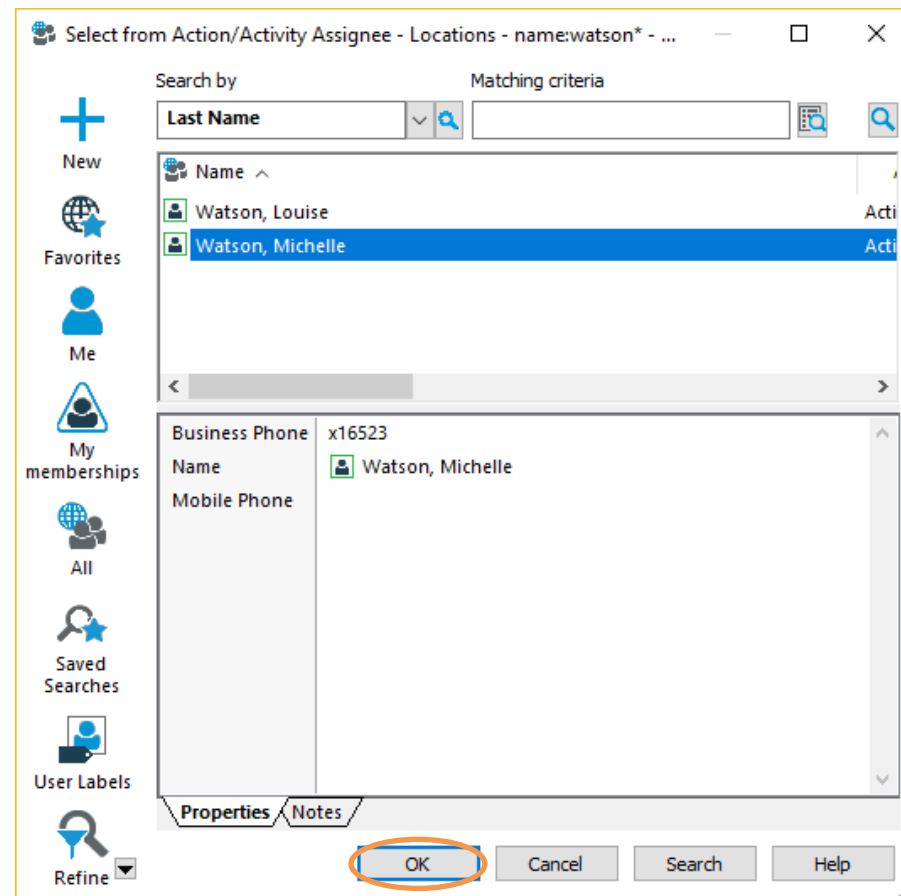 Select from Action/Activity Assignee - Locations - name:watson* - ...
Search by
Matching criteria
Last Name
New
Name
Watson, Louise
Acti
Watson, Michelle
Acti
Favorites
Me
My
memberships
All
Saved
Searches
User Labels
Refine
Business Phone
x16523
Name
Watson, Michelle
Mobile Phone
Properties
Notes
OK
Cancel
Search
Help